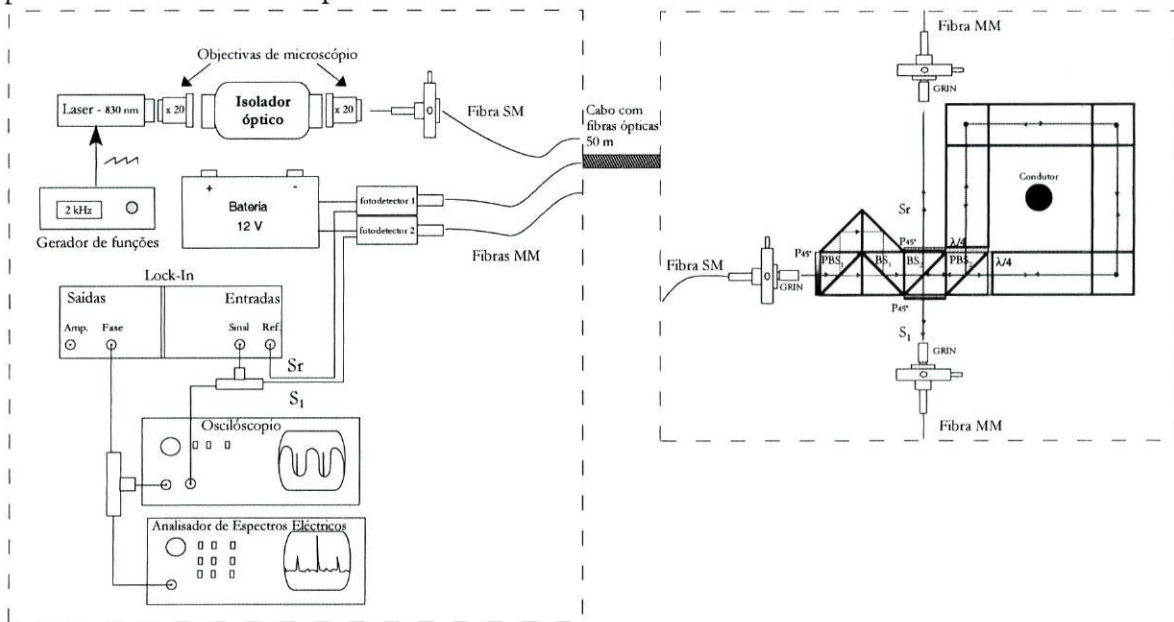 Objectivas de microscópio
Laser - 830 nm
x 20
Isolador
óptico
x 20
Fibra SM
Cabo com
fibras ópticas
50 m
2 kHz
Gerador de funções
+
-
Bateria
12 V
fotodetector 1
fotodetector 2
Fibras MM
Lock-In
Saídas
Entradas
Amp.
Fase
Sinal
Ref.
Sr
S₁
Osciloscópio
Analisador de Espectros Eléctricos
Fibra MM
GRIN
Condutor
Sr
P45°
λ/4
P45°
PBS₁
BS₁
BS₂
PBS
λ/4
Fibra SM
GRIN
P45°
S₁
GRIN
Fibra MM